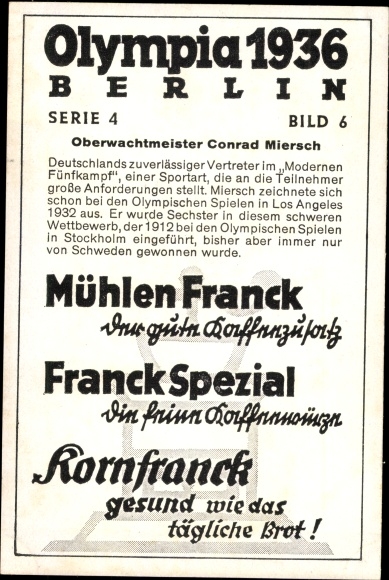 Olympia 1936
BERLIN
SERIE 4 BILD 6
Oberwachtmeister Conrad Miersch
Deutschlands zuverlässiger Vertreter im „Modernen
Fünfkampf", einer Sportart, die an die Teilnehmer
große Anforderungen stellt. Miersch zeichnete sich
schon bei den Olympischen Spielen in Los Angeles
1932 aus. Er wurde Sechster in diesem schweren
Wettbewerb, der 1912 bei den Olympischen Spielen
in Stockholm eingeführt, bisher aber immer nur
von Schweden gewonnen wurde.
Mühlen Franck
der gute Kaffeezusatz
Franck Spezial
die feine Kaffeewürze
Kornfranck
gesund wie das
tägliche Brot!